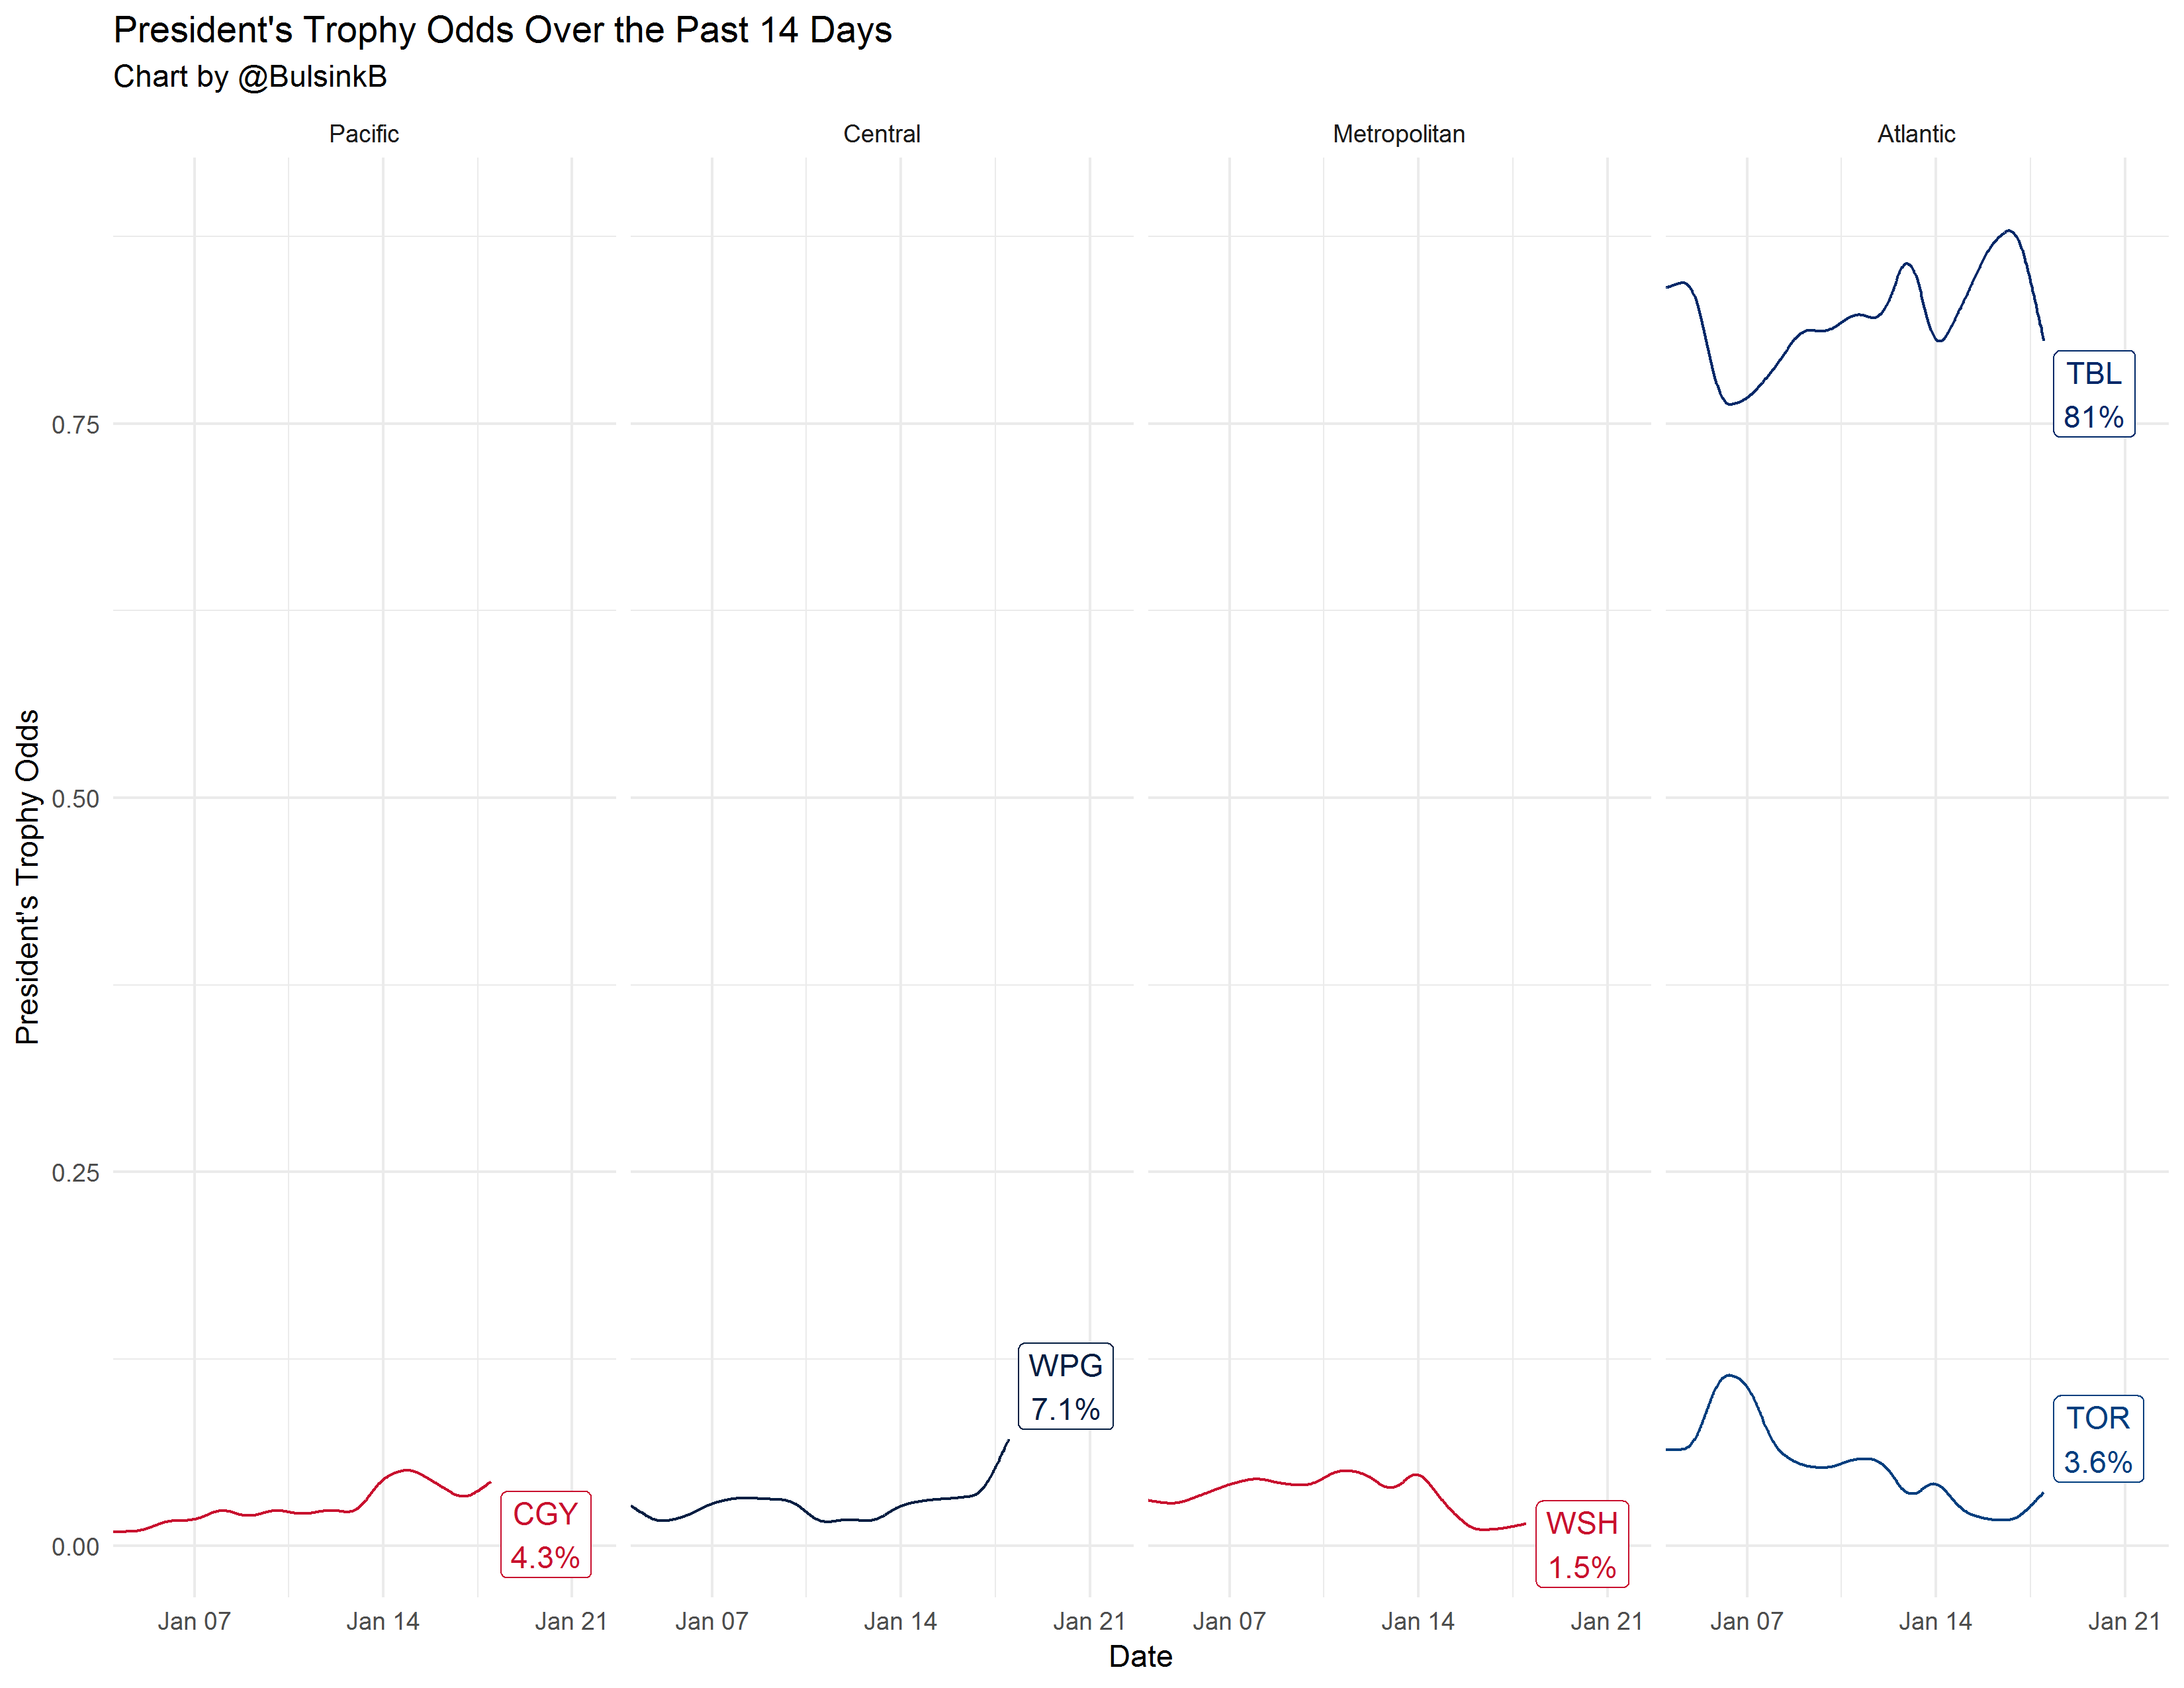 President's Trophy Odds Over the Past 14 Days
Chart by @BulsinkB
Pacific
Central
Metropolitan
Atlantic
President's Trophy Odds
0.75
0.50
0.25
0.00
TBL
81%
WPG
7.1%
TOR
3.6%
CGY
4.3%
WSH
1.5%
Jan 07 Jan 14 Jan 21 Jan 07 Jan 14 Jan 21 Jan 07 Jan 14 Jan 21 Jan 07 Jan 14 Jan 21
Date